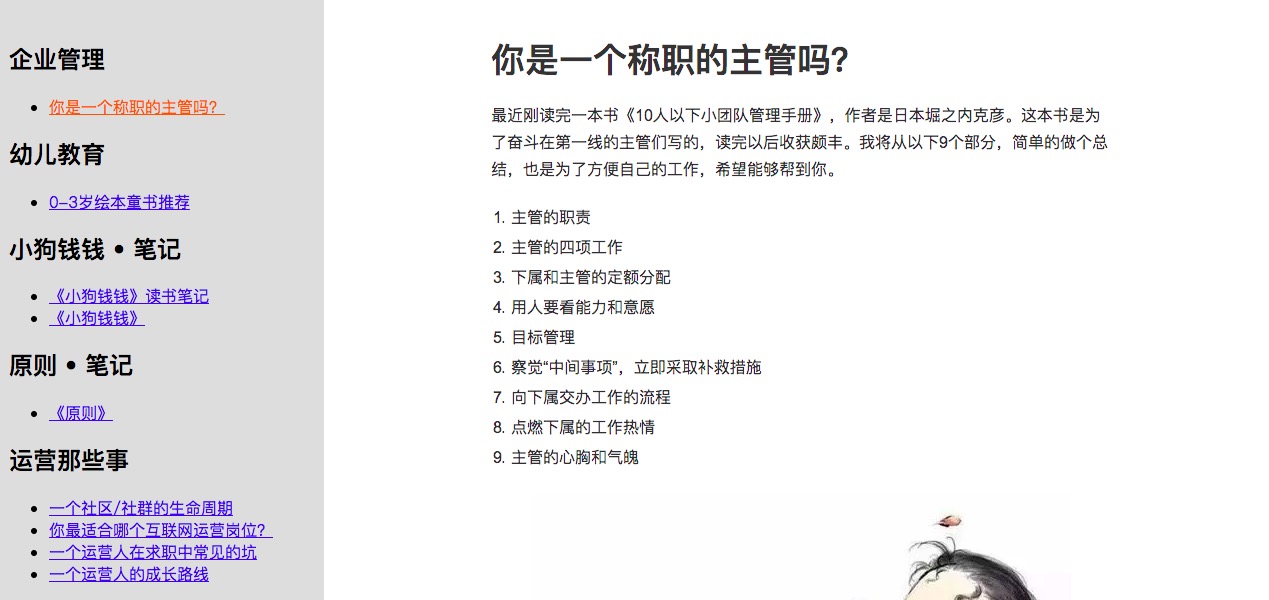 企业管理
你是一个称职的主管吗？
幼儿教育
0-3岁绘本童书推荐
小狗钱钱 • 笔记
《小狗钱钱》读书笔记
《小狗钱钱》
原则 • 笔记
《原则》
运营那些事
一个社区/社群的生命周期
你最适合哪个互联网运营岗位？
一个运营人在求职中常见的坑
一个运营人的成长路线
你是一个称职的主管吗？
最近刚读完一本书《10人以下小团队管理手册》，作者是日本堀之内克彦。这本书是为
了奋斗在第一线的主管们写的，读完以后收获颇丰。我将从以下9个部分，简单的做个总
结，也是为了方便自己的工作，希望能够帮到你。
1. 主管的职责
2. 主管的四项工作
3. 下属和主管的定额分配
4. 用人要看能力和意愿
5. 目标管理
6. 察觉“中间事项”，立即采取补救措施
7. 向下属交办工作的流程
8. 点燃下属的工作热情
9. 主管的心胸和气魄